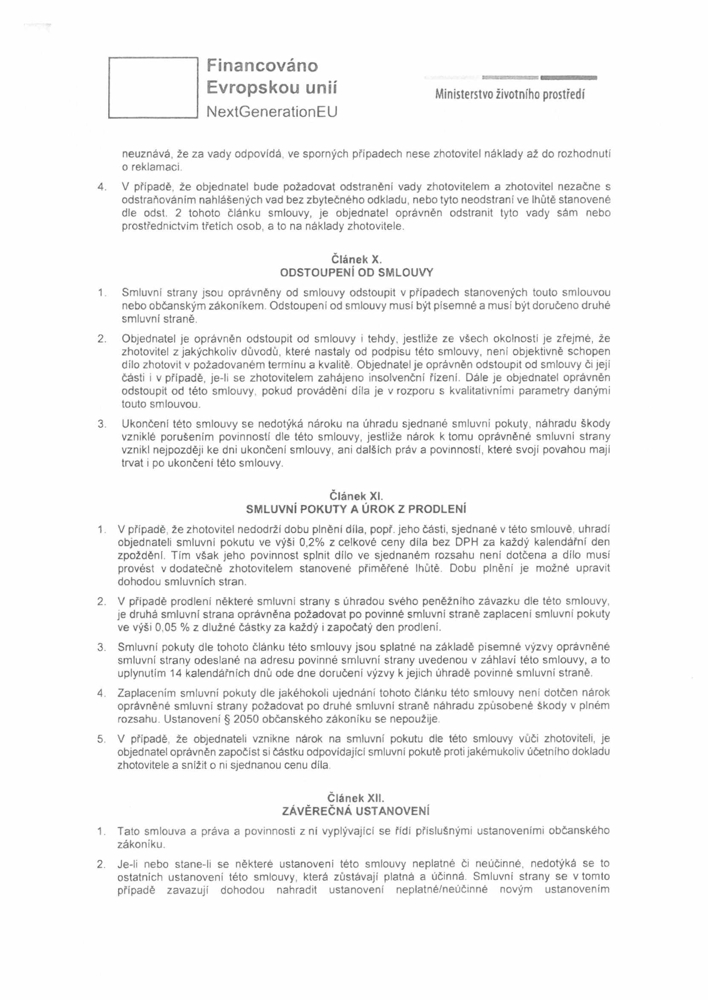 Financováno
Evropskou unií
NextGenerationEU
Ministerstvo životního prostředí
neuznává, že za vady odpovídá, ve sporných případech nese zhotovitel náklady až do rozhodnutí
o reklamaci.
4. V případě, že objednatel bude požadovat odstranění vady zhotovitelem a zhotovitel nezačne s
odstraňováním nahlášených vad bez zbytečného odkladu, nebo tyto neodstraní ve lhůtě stanovené
dle odst. 2 tohoto článku smlouvy, je objednatel oprávněn odstranit tyto vady sám nebo
prostřednictvím třetích osob, a to na náklady zhotovitele.
Článek X.
ODSTOUPENÍ OD SMLOUVY
1. Smluvní strany jsou oprávněny od smlouvy odstoupit v případech stanovených touto smlouvou
nebo občanským zákoníkem. Odstoupení od smlouvy musí být písemné a musí být doručeno druhé
smluvní straně.
2. Objednatel je oprávněn odstoupit od smlouvy i tehdy, jestliže ze všech okolností je zřejmé, že
zhotovitel z jakýchkoliv důvodů, které nastaly od podpisu této smlouvy, není objektivně schopen
dílo zhotovit v požadovaném termínu a kvalitě. Objednatel je oprávněn odstoupit od smlouvy či její
části i v případě, je-li se zhotovitelem zahájeno insolvenční řízení. Dále je objednatel oprávněn
odstoupit od této smlouvy, pokud provádění díla je v rozporu s kvalitativními parametry danými
touto smlouvou.
3. Ukončení této smlouvy se nedotýká nároku na úhradu sjednané smluvní pokuty, náhradu škody
vzniklé porušením povinností dle této smlouvy, jestliže nárok k tomu oprávněné smluvní strany
vznikl nejpozději ke dni ukončení smlouvy, ani dalších práv a povinností, které svojí povahou mají
trvat i po ukončení této smlouvy.
Článek XI.
SMLUVNÍ POKUTY A ÚROK Z PRODLENÍ
1. V případě, že zhotovitel nedodrží dobu plnění díla, popř. jeho části, sjednané v této smlouvě, uhradí
objednateli smluvní pokutu ve výši 0,2% z celkové ceny díla bez DPH za každý kalendářní den
zpoždění. Tím však jeho povinnost splnit dílo ve sjednaném rozsahu není dotčena a dílo musí
provést v dodatečně zhotovitelem stanovené přiměřené lhůtě. Dobu plnění je možné upravit
dohodou smluvních stran.
2. V případě prodlení některé smluvní strany s úhradou svého peněžního závazku dle této smlouvy,
je druhá smluvní strana oprávněna požadovat po povinné smluvní straně zaplacení smluvní pokuty
ve výši 0,05 % z dlužné částky za každý i započatý den prodlení.
3. Smluvní pokuty dle tohoto článku této smlouvy jsou splatné na základě písemné výzvy oprávněné
smluvní strany odeslané na adresu povinné smluvní strany uvedenou v záhlaví této smlouvy, a to
uplynutím 14 kalendářních dnů ode dne doručení výzvy k jejich úhradě povinné smluvní straně.
4. Zaplacením smluvní pokuty dle jakéhokoli ujednání tohoto článku této smlouvy není dotčen nárok
oprávněné smluvní strany požadovat po druhé smluvní straně náhradu způsobené škody v plném
rozsahu. Ustanovení § 2050 občanského zákoníku se nepoužije.
5. V případě, že objednateli vznikne nárok na smluvní pokutu dle této smlouvy vůči zhotoviteli, je
objednatel oprávněn započíst si částku odpovídající smluvní pokutě proti jakémukoliv účetního dokladu
zhotovitele a snížit o ni sjednanou cenu díla.
Článek XII.
ZÁVĚREČNÁ USTANOVENÍ
1. Tato smlouva a práva a povinnosti z ní vyplývající se řídí příslušnými ustanoveními občanského
zákoníku.
2. Je-li nebo stane-li se některé ustanovení této smlouvy neplatné či neúčinné, nedotýká se to
ostatních ustanovení této smlouvy, která zůstávají platná a účinná. Smluvní strany se v tomto
případě zavazují dohodou nahradit ustanovení neplatné/neúčinné novým ustanovením